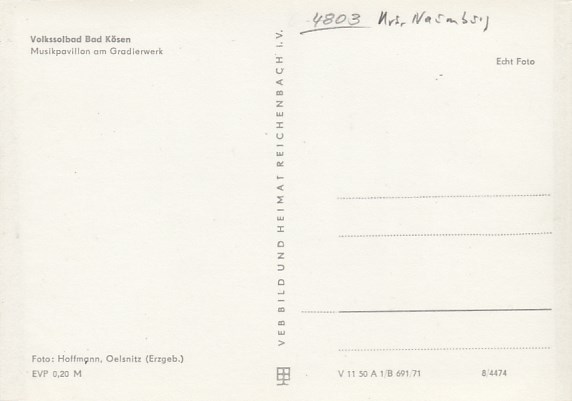 Volkssolbad Bad Kösen
Musikpavillon am Gradierwerk
Foto: Hoffmann, Oelsnitz (Erzgeb.)
EVP 0,20 M
VEB BILD UND HEIMAT REICHENBACH I. V.
4803 Krs. Naumburg
Echt Foto
V 11 50 A 1/B 691/71 8/4474